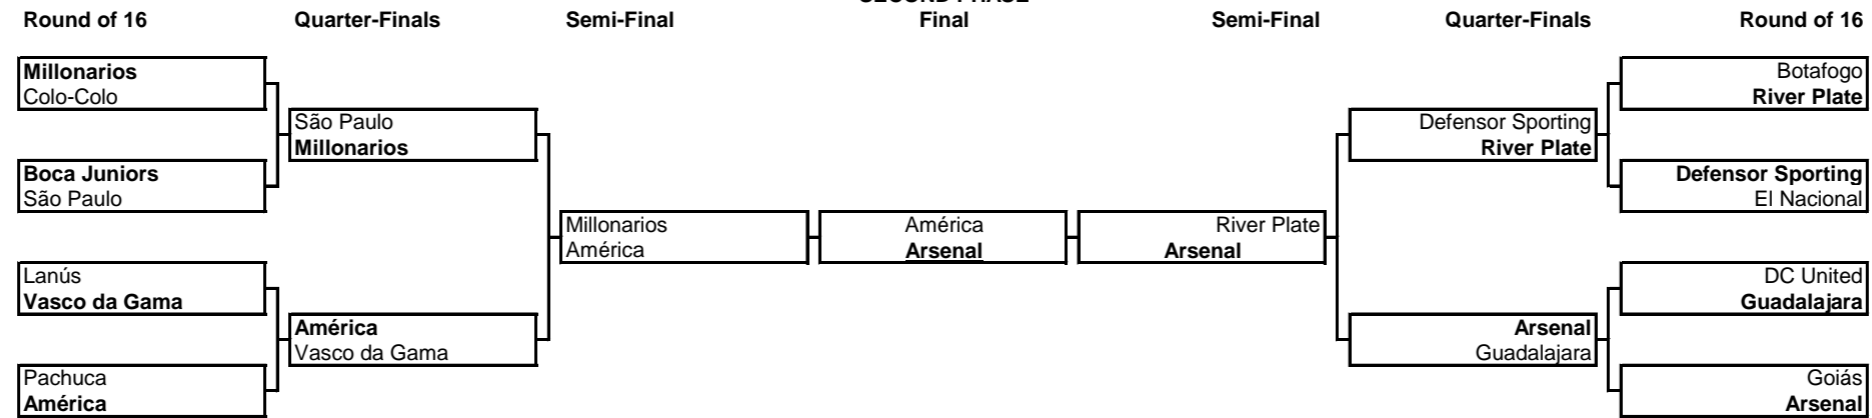 SECOND PHASE
Round of 16 Quarter-Finals Semi-Final Final Semi-Final Quarter-Finals Round of 16
Millonarios
Colo-Colo
Boca Juniors
São Paulo
Lanús
Vasco da Gama
Pachuca
América
São Paulo
Millonarios
América
Vasco da Gama
Millonarios
América
América
Arsenal
River Plate
Arsenal
Defensor Sporting
River Plate
Arsenal
Guadalajara
Botafogo
River Plate
Defensor Sporting
El Nacional
DC United
Guadalajara
Goiás
Arsenal